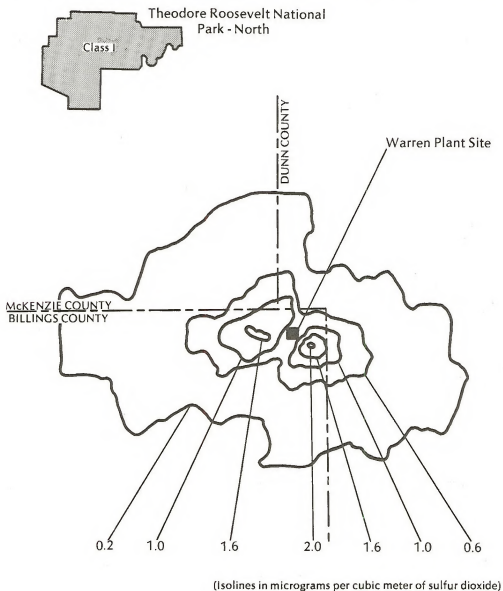 Theodore Roosevelt National
Park - North
Class I
DUNN COUNTY
Warren Plant Site
McKENZIE COUNTY
BILLINGS COUNTY
0.2 1.0 1.6 2.0 1.6 1.0 0.6
(Isolines in micrograms per cubic meter of sulfur dioxide)